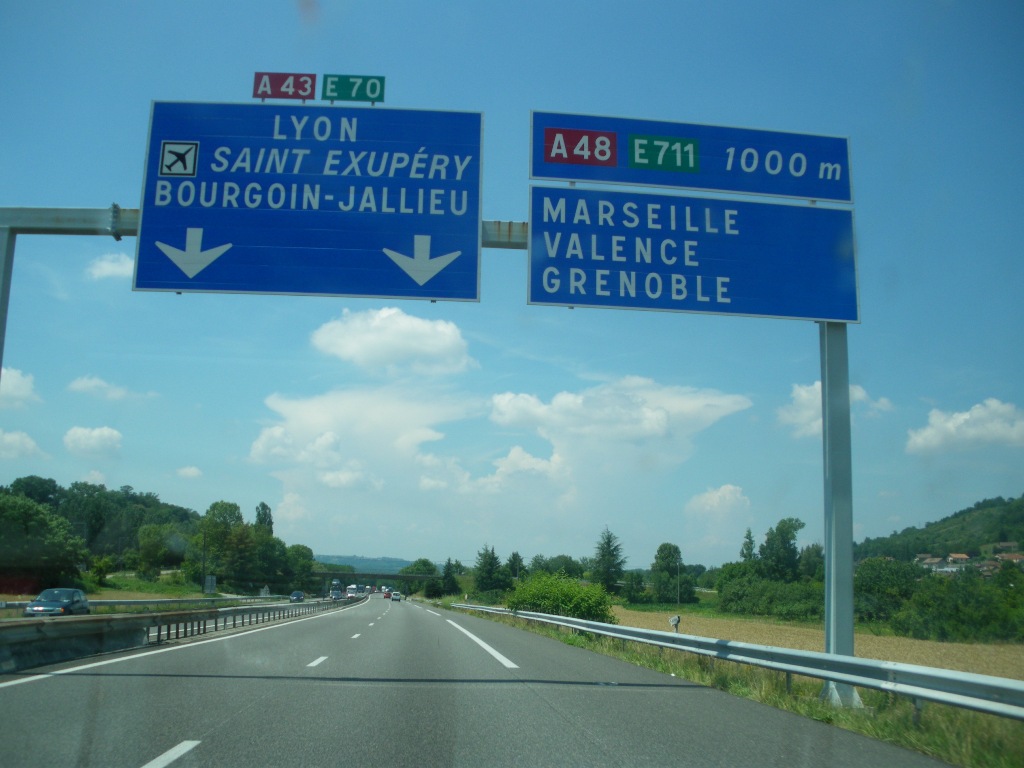 A 43 E 70
LYON
SAINT EXUPÉRY
BOURGOIN-JALLIEU
A48 E711 1000 m
MARSEILLE
VALENCE
GRENOBLE